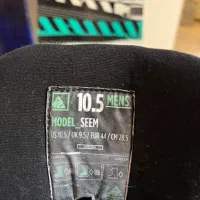 10.5 MENS
MODEL SEEM
US 10.5 / UK 9.5 / EUR 44 / CM 28.5